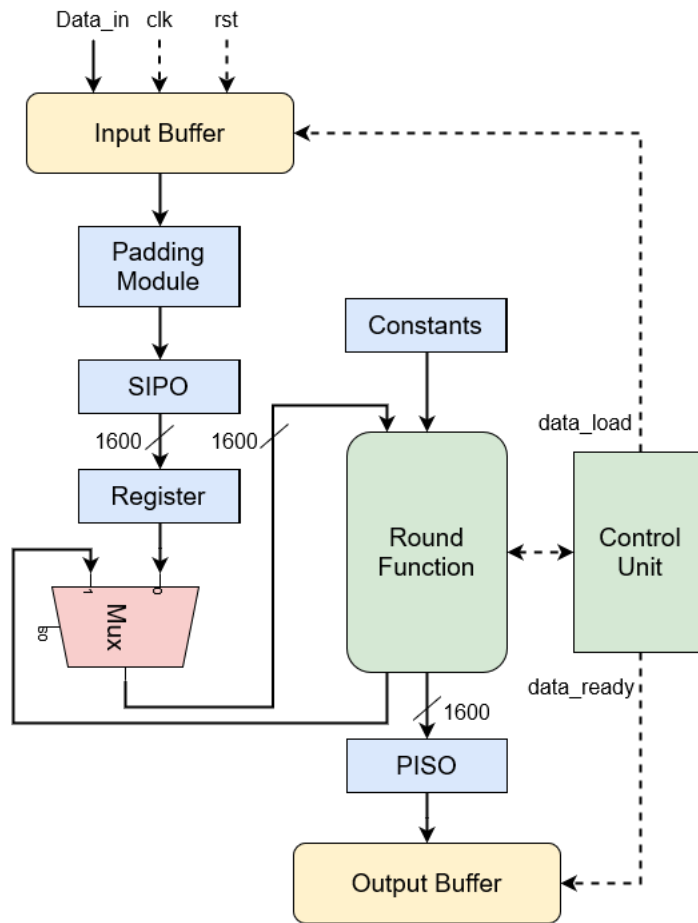 Data_in clk rst
Input Buffer
Padding
Module
Constants
SIPO
1600 1600
data_load
Register
Round
Function
Control
Unit
1 0
Mux
s0
data_ready
1600
PISO
Output Buffer